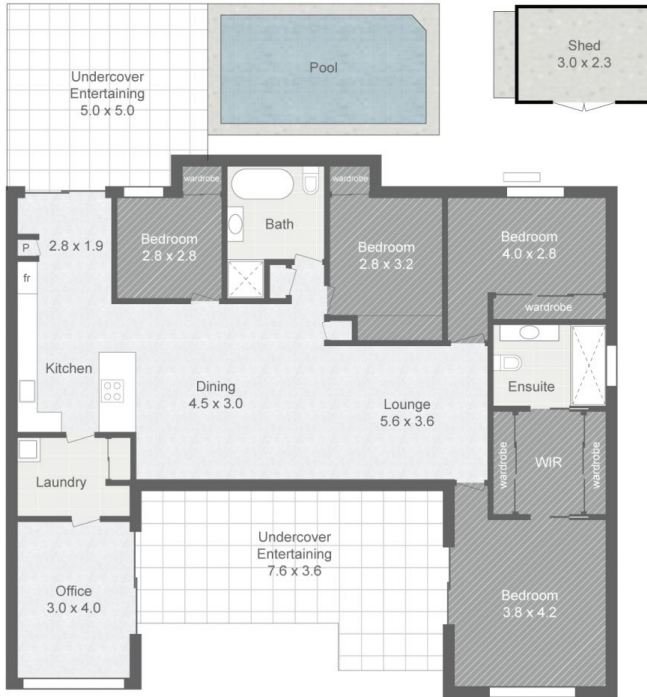 Undercover
Entertaining
5.0 x 5.0
Pool
Shed
3.0 x 2.3
wardrobe
wardrobe
Bedroom
2.8 x 2.8
Bath
Bedroom
2.8 x 3.2
Bedroom
4.0 x 2.8
wardrobe
2.8 x 1.9
P
fr
Kitchen
Dining
4.5 x 3.0
Lounge
5.6 x 3.6
Ensuite
wardrobe
WIR
wardrobe
Laundry
Undercover
Entertaining
7.6 x 3.6
Office
3.0 x 4.0
Bedroom
3.8 x 4.2